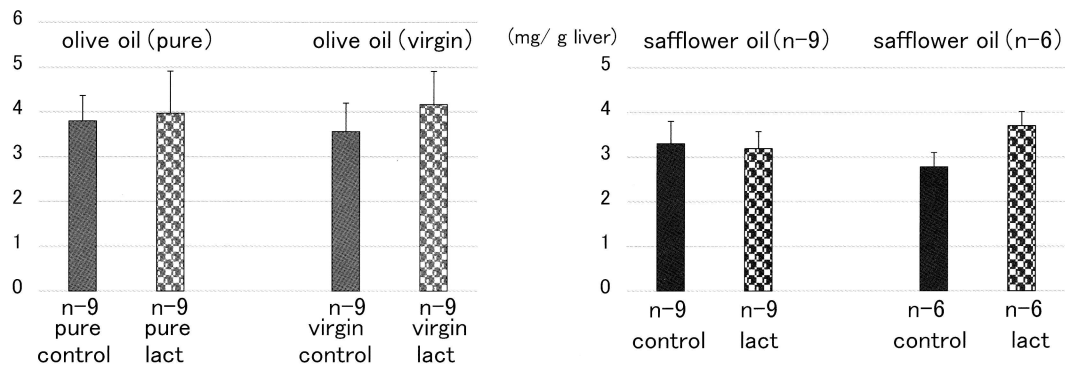 6
5
4
3
2
1
0
olive oil (pure)
olive oil (virgin)
n-9
pure
control
n-9
pure
lact
n-9
virgin
control
n-9
virgin
lact
(mg/ g liver)
safflower oil (n-9)
safflower oil (n-6)
5
4
3
2
1
0
n-9
control
n-9
lact
n-6
control
n-6
lact